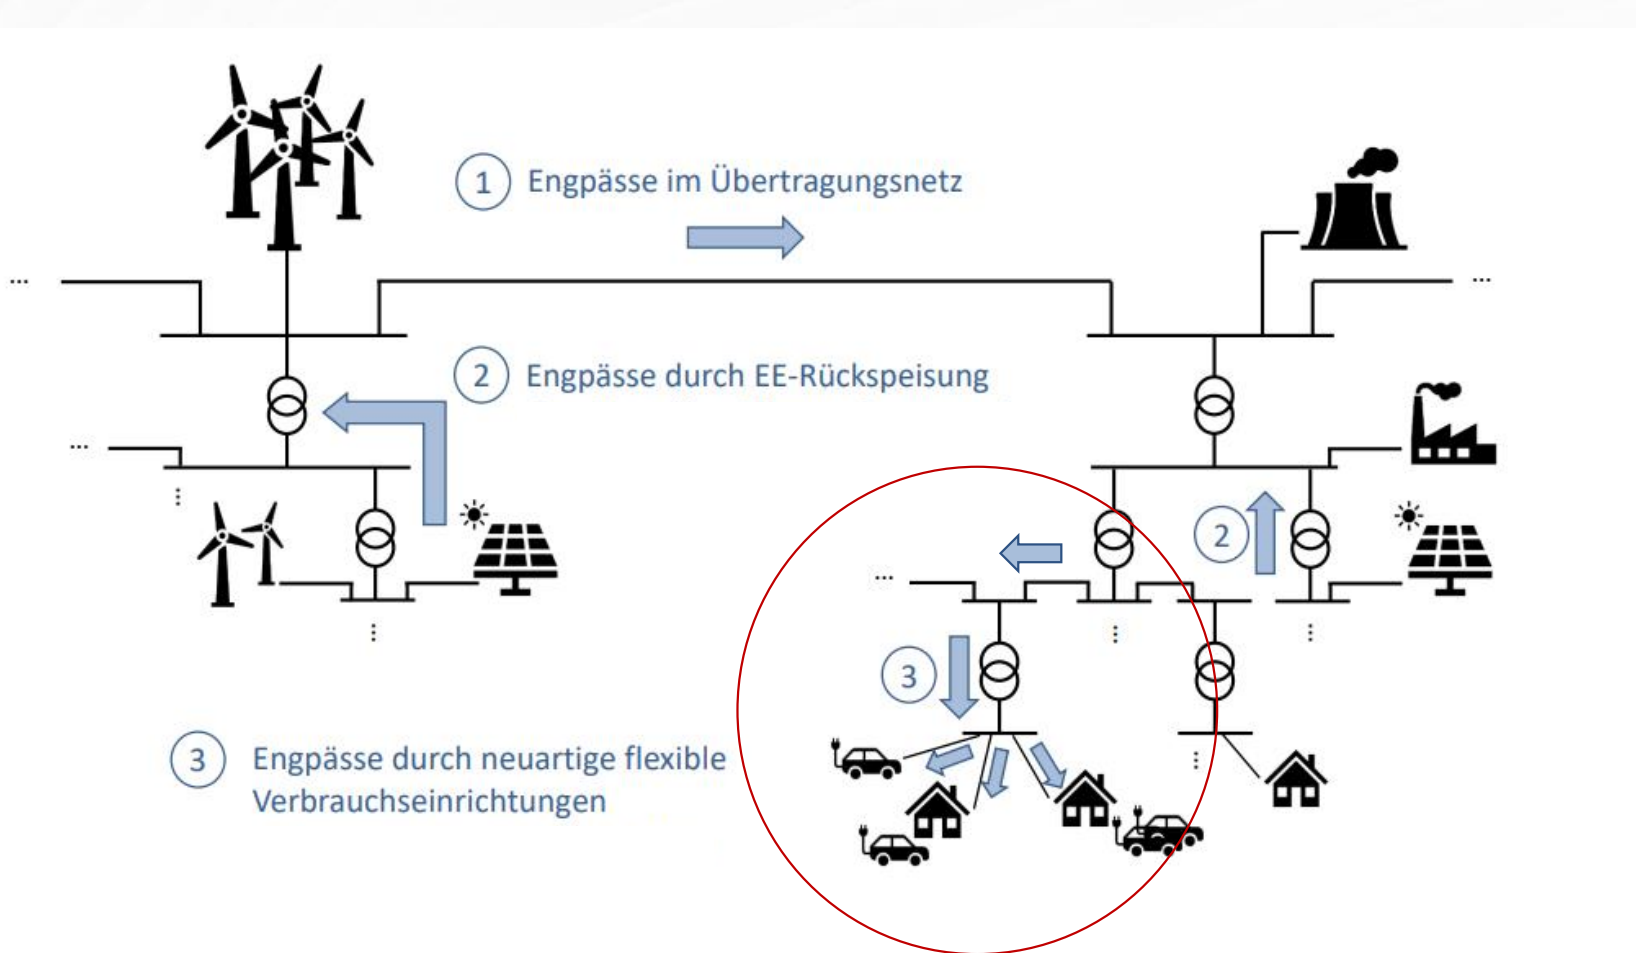 1 Engpässe im Übertragungsnetz
...
...
2 Engpässe durch EE-Rückspeisung
...
...
2
...
...
...
...
3
3 Engpässe durch neuartige flexible
Verbrauchseinrichtungen
...